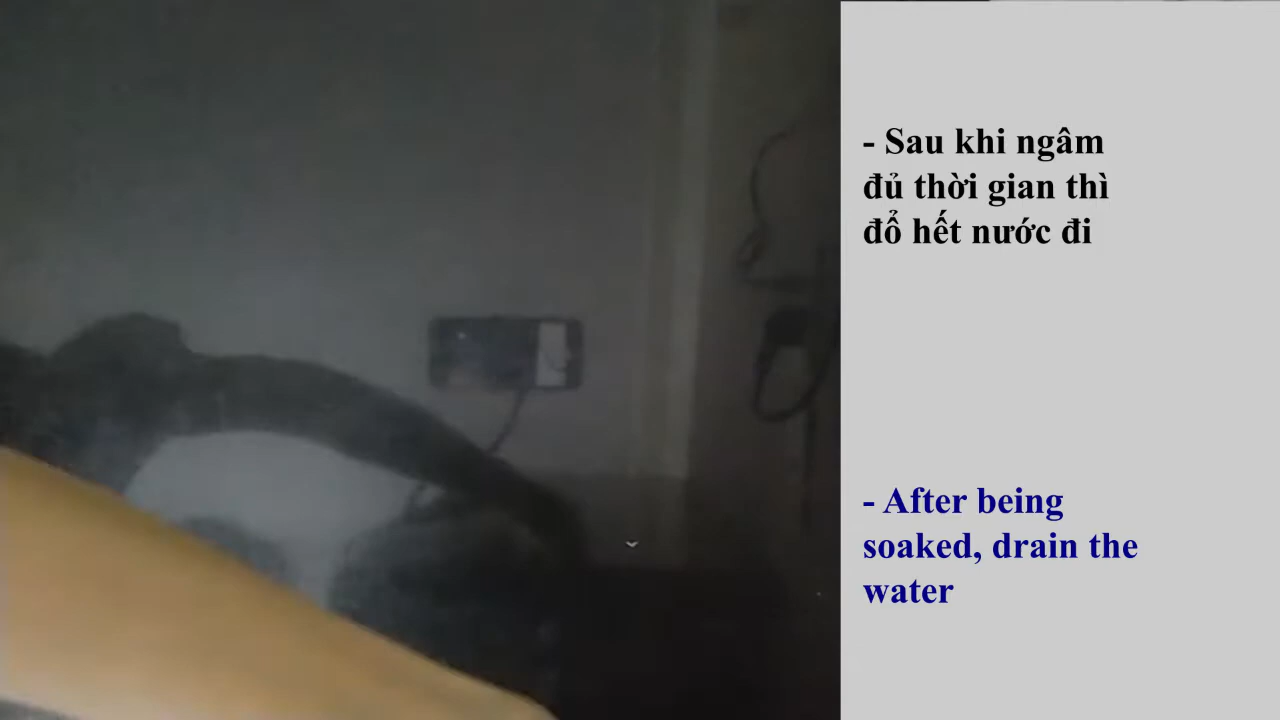 - Sau khi ngâm
đủ thời gian thì
đổ hết nước đi
- After being
soaked, drain the
water